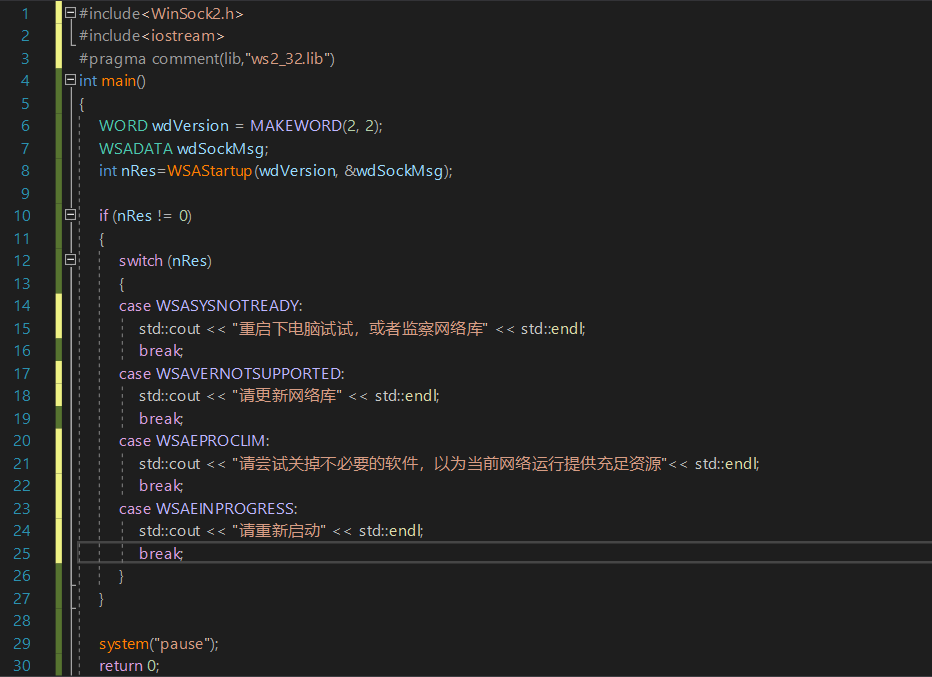 1 #include<WinSock2.h>
2 #include<iostream>
3 #pragma comment(lib,"ws2_32.lib")
4 int main()
5 {
6 WORD wdVersion = MAKEWORD(2, 2);
7 WSADATA wdSockMsg;
8 int nRes=WSAStartup(wdVersion, &wdSockMsg);
9
10 if (nRes != 0)
11 {
12 switch (nRes)
13 {
14 case WSASYSNOTREADY:
15 std::cout << "重启下电脑试试，或者监察网络库" << std::endl;
16 break;
17 case WSAVERNOTSUPPORTED:
18 std::cout << "请更新网络库" << std::endl;
19 break;
20 case WSAEPROCLIM:
21 std::cout << "请尝试关掉不必要的软件，以为当前网络运行提供充足资源"<< std::endl;
22 break;
23 case WSAEINPROGRESS:
24 std::cout << "请重新启动" << std::endl;
25 break;
26 }
27 }
28
29 system("pause");
30 return 0;